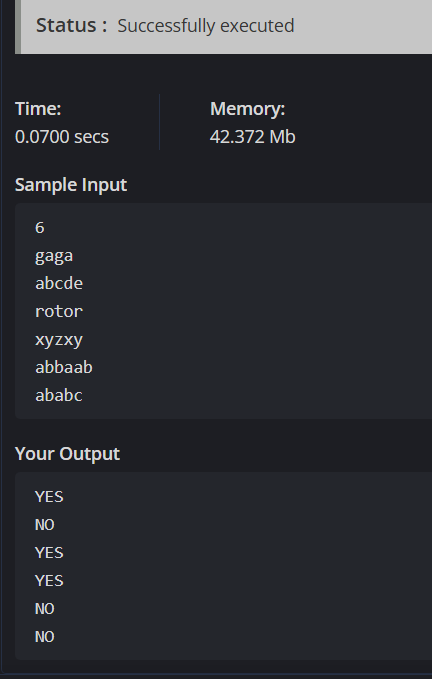 Status : Successfully executed
Time: Memory:
0.0700 secs 42.372 Mb
Sample Input
6
gaga
abcde
rotor
xyzxy
abbaab
ababc
Your Output
YES
NO
YES
YES
NO
NO